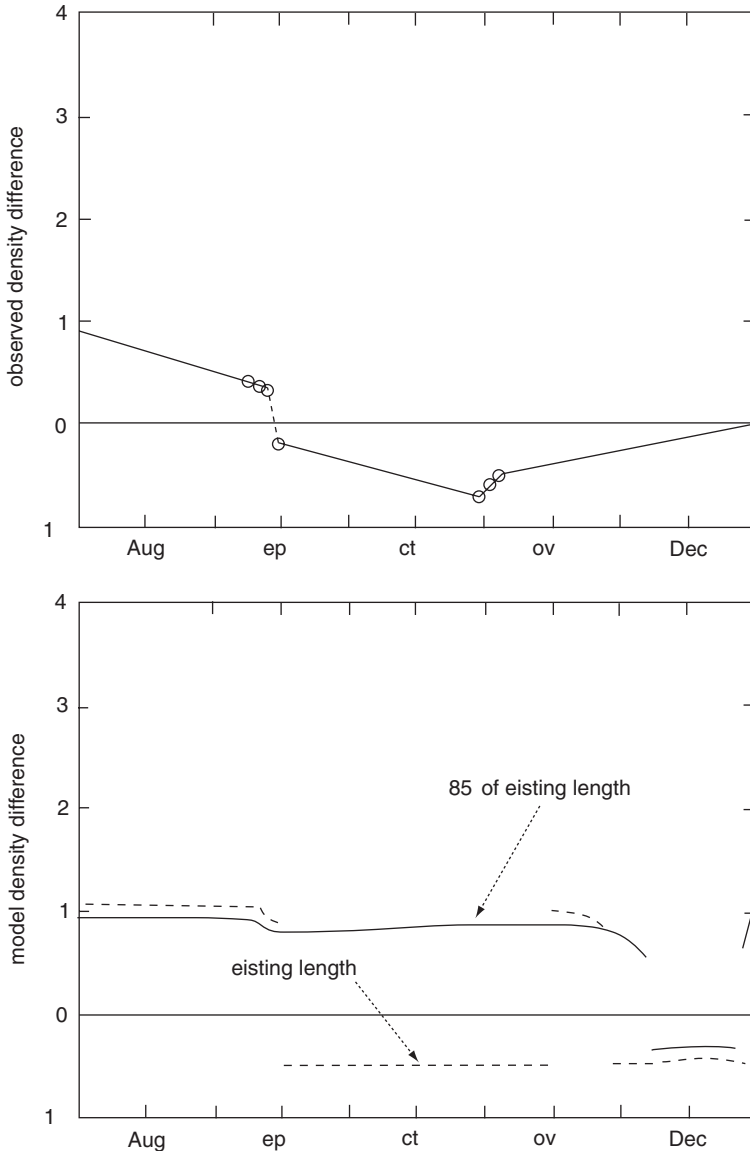 observed density difference
4
3
2
1
0
1
Aug ep ct ov Dec
model density difference
4
3
2
1
0
1
85 of eisting length
eisting length
Aug ep ct ov Dec